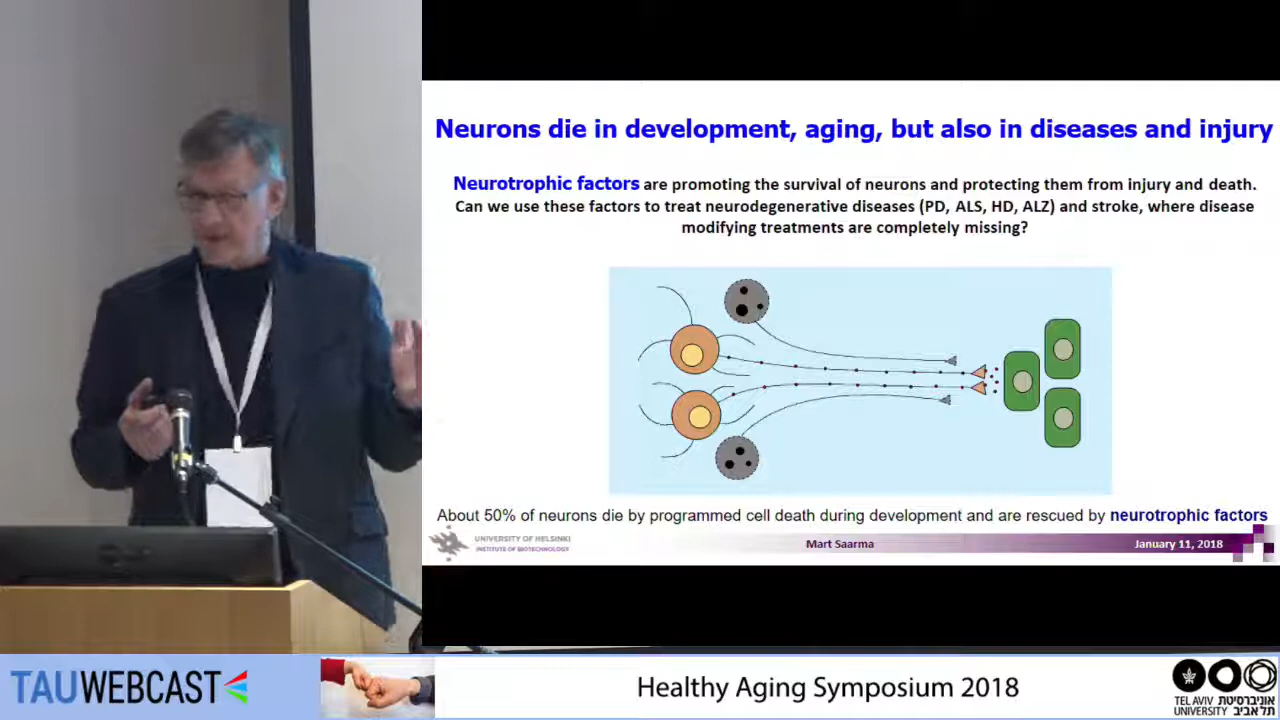 Neurons die in development, aging, but also in diseases and injury
Neurotrophic factors are promoting the survival of neurons and protecting them from injury and death.
Can we use these factors to treat neurodegenerative diseases (PD, ALS, HD, ALZ) and stroke, where disease
modifying treatments are completely missing?
About 50% of neurons die by programmed cell death during development and are rescued by neurotrophic factors
UNIVERSITY OF HELSINKI
INSTITUTE OF BIOTECHNOLOGY
Mart Saarma
January 11, 2018
TAUWEBCAST
Healthy Aging Symposium 2018
TEL AVIV אוניברסיטת
UNIVERSITY תל אביב